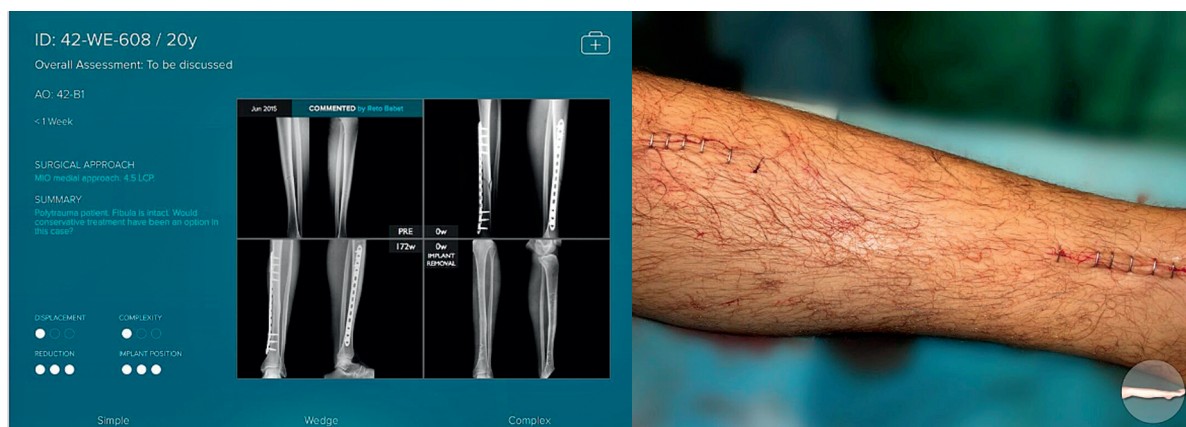 ID: 42-WE-608 / 20y
Overall Assessment: To be discussed
AO: 42-B1
< 1 Week
SURGICAL APPROACH
MIO medial approach. 4.5 LCP.
SUMMARY
Polytrauma patient. Fibula is intact. Would
conservative treatment have been an option in
this case?
Jun 2015
COMMENTED by Reto Babst
PRE
0w
172w
0w
IMPLANT
REMOVAL
DISPLACEMENT
COMPLEXITY
REDUCTION
IMPLANT POSITION
Simple
Wedge
Complex